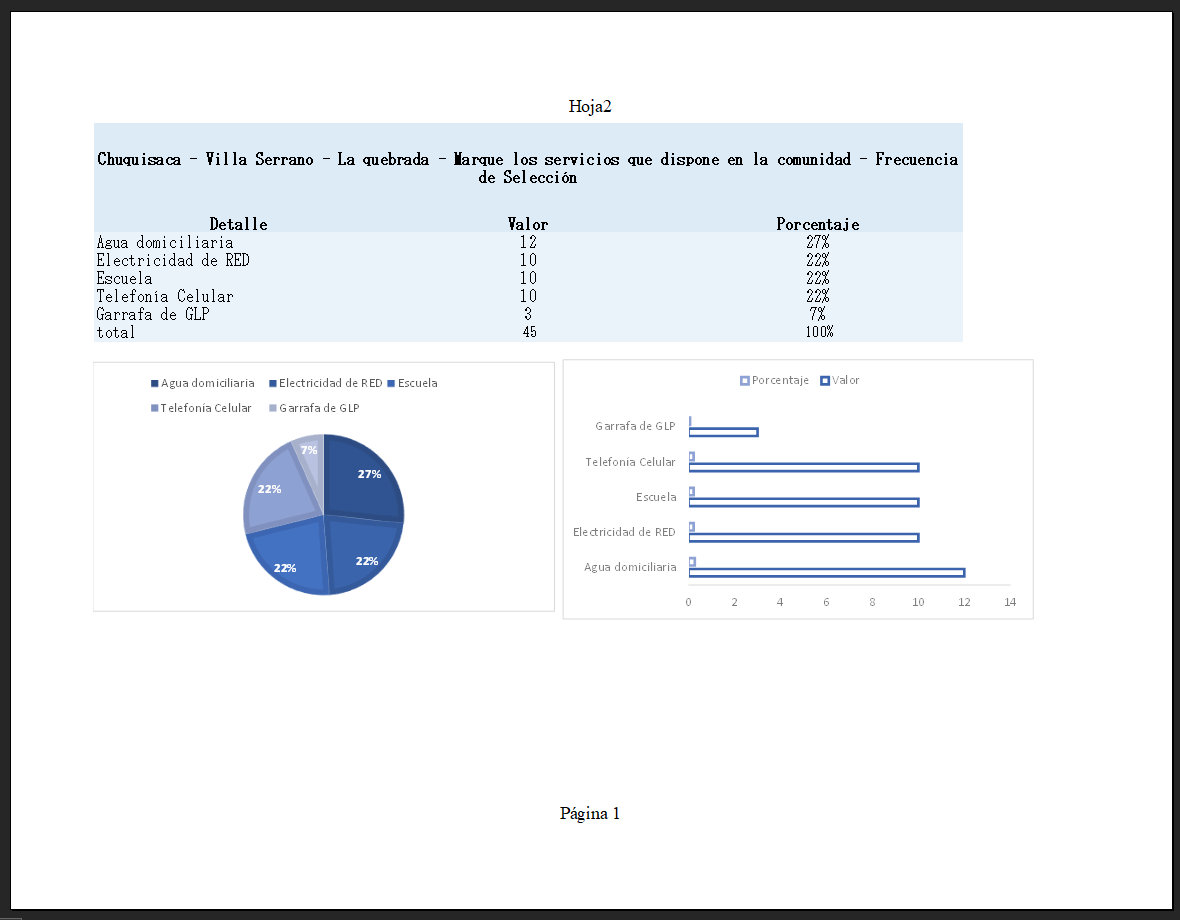 Hoja2
Chuquisaca - Villa Serrano - La quebrada - Marque los servicios que dispone en la comunidad - Frecuencia
de Selección
Detalle Valor Porcentaje
Agua domiciliaria 12 27%
Electricidad de RED 10 22%
Escuela 10 22%
Telefonía Celular 10 22%
Garrafa de GLP 3 7%
total 45 100%
Agua domiciliaria Electricidad de RED Escuela
Telefonía Celular Garrafa de GLP
7%
27%
22%
22%
22%
Porcentaje Valor
Garrafa de GLP
Telefonía Celular
Escuela
Electricidad de RED
Agua domiciliaria
0 2 4 6 8 10 12 14
Página 1